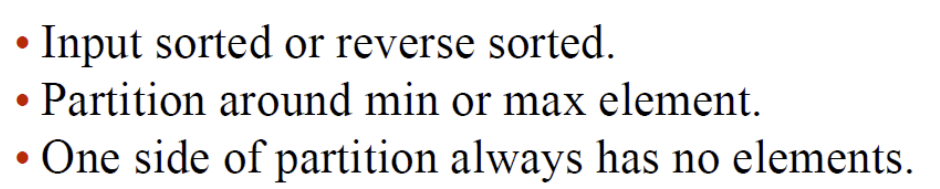 • Input sorted or reverse sorted.
• Partition around min or max element.
• One side of partition always has no elements.